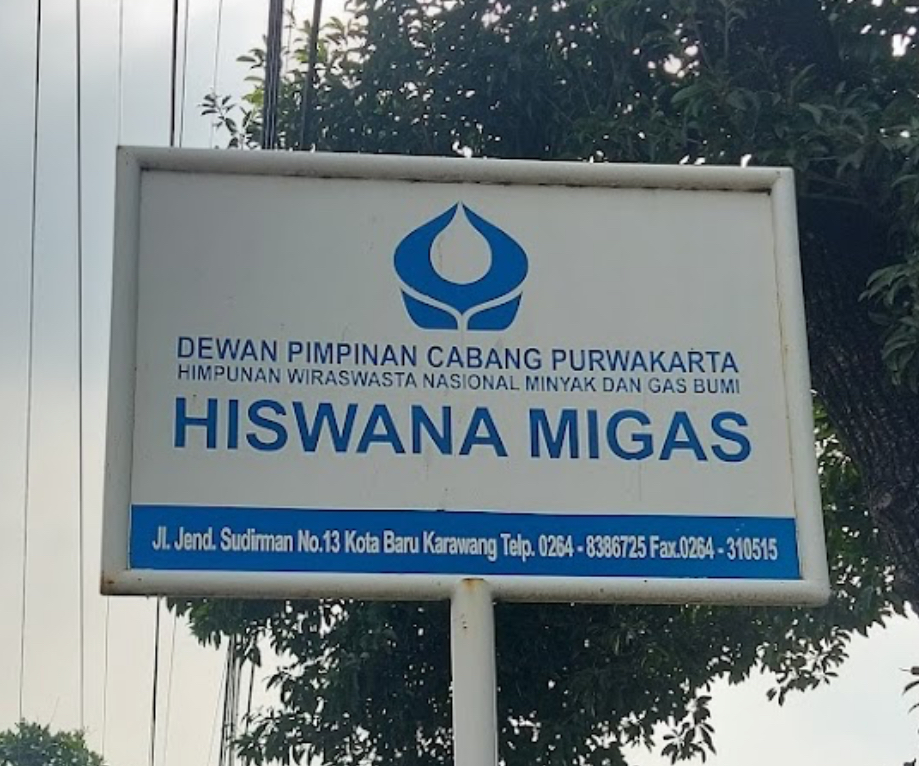 DEWAN PIMPINAN CABANG PURWAKARTA
HIMPUNAN WIRASWASTA NASIONAL MINYAK DAN GAS BUMI
HISWANA MIGAS
Jl. Jend. Sudirman No.13 Kota Baru Karawang Telp. 0264 - 8386725 Fax.0264 - 310515